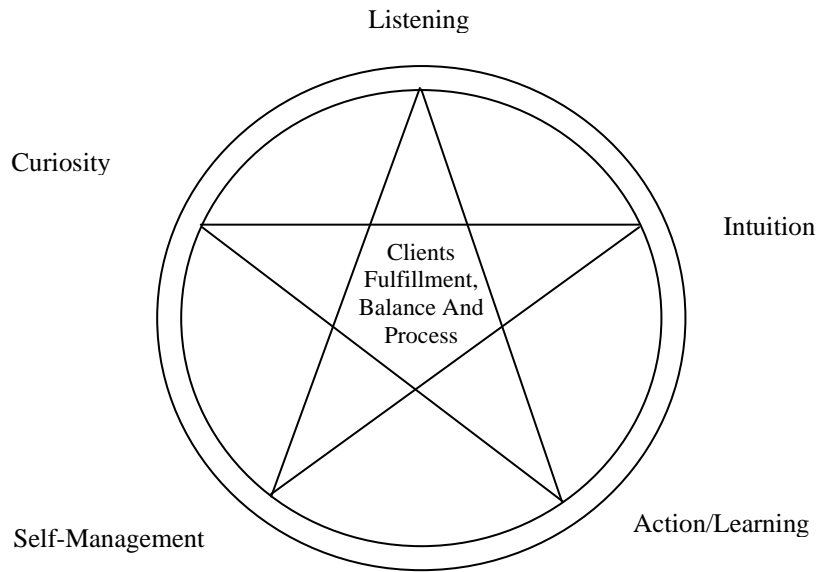 Listening
Curiosity
Intuition
Clients
Fulfillment,
Balance And
Process
Self-Management
Action/Learning